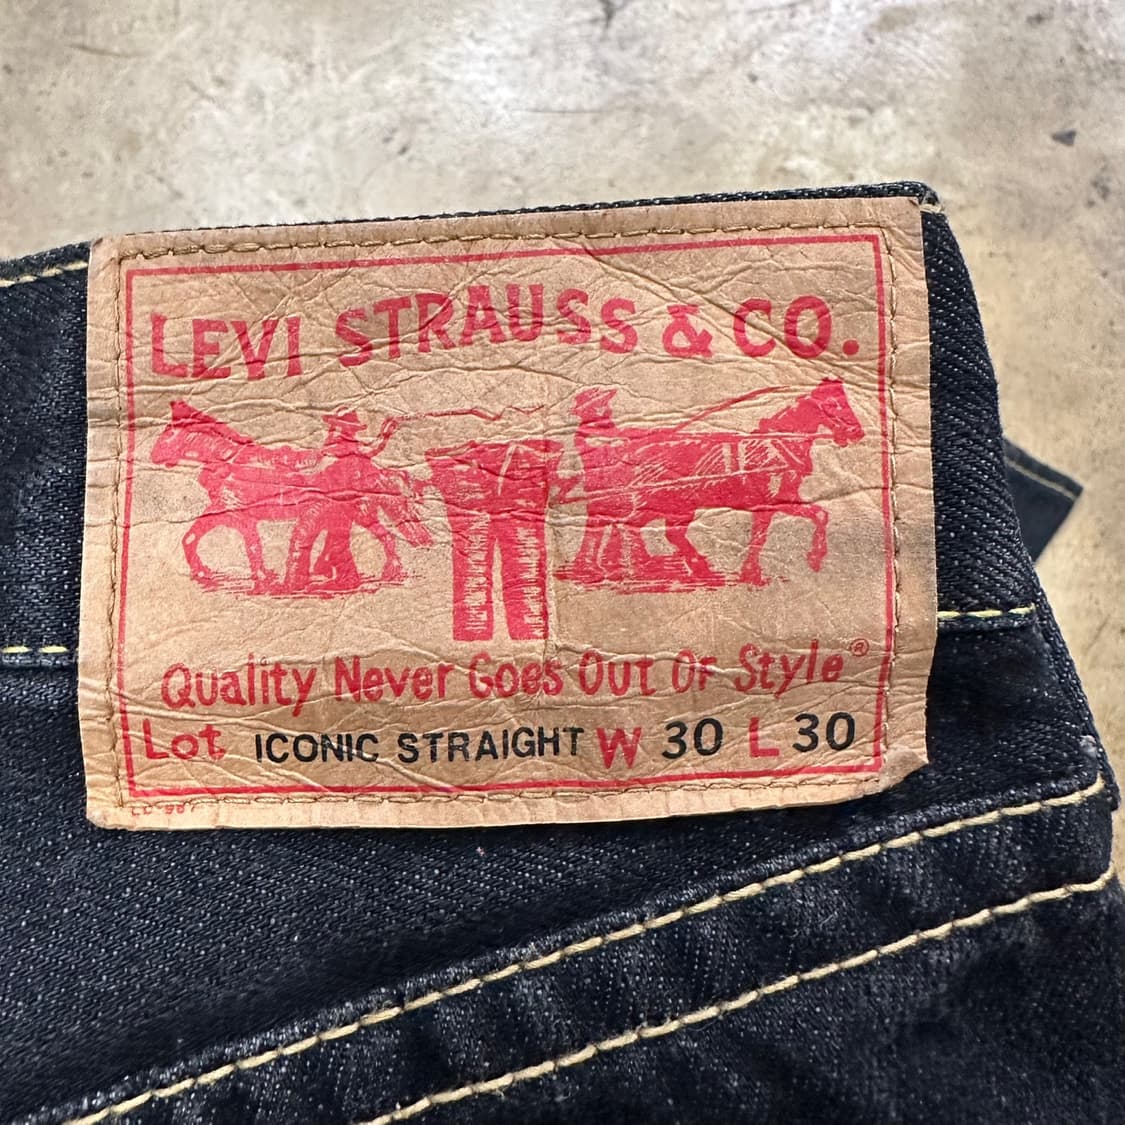 LEVI STRAUSS & CO.
Quality Never Goes Out Of Style®
Lot ICONIC STRAIGHT W 30 L 30